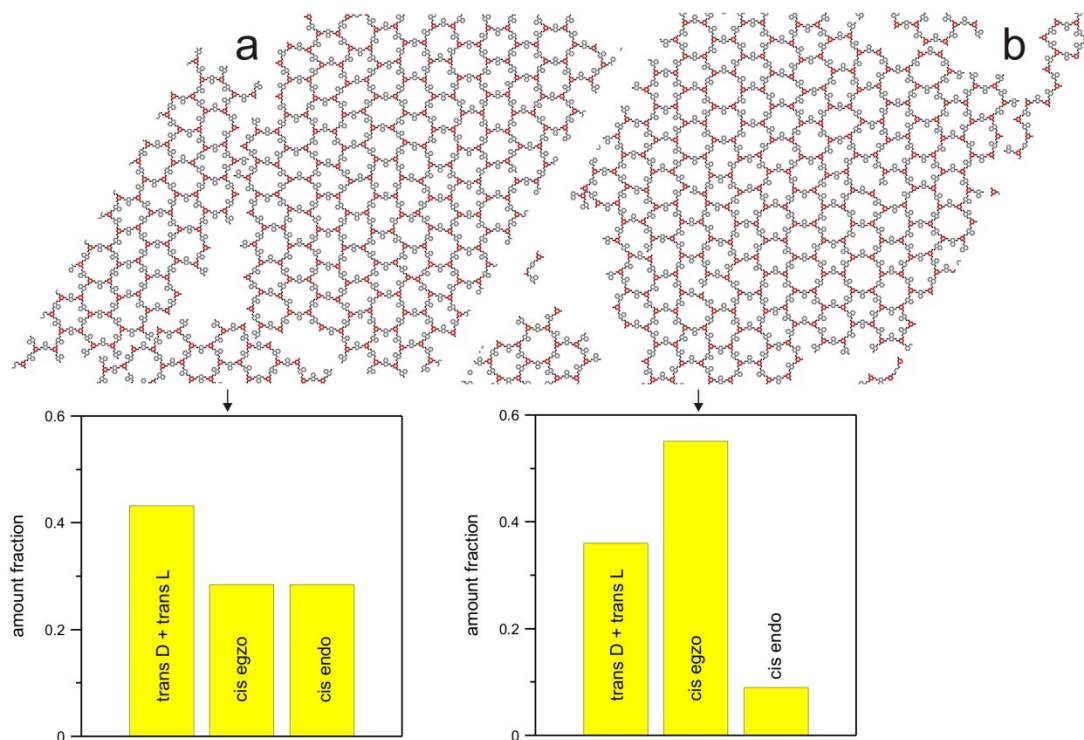 a
b
0.6
0.4
0.2
0
amount fraction
trans D + trans L
cis egzo
cis endo
0.6
0.4
0.2
0
amount fraction
trans D + trans L
cis egzo
cis endo